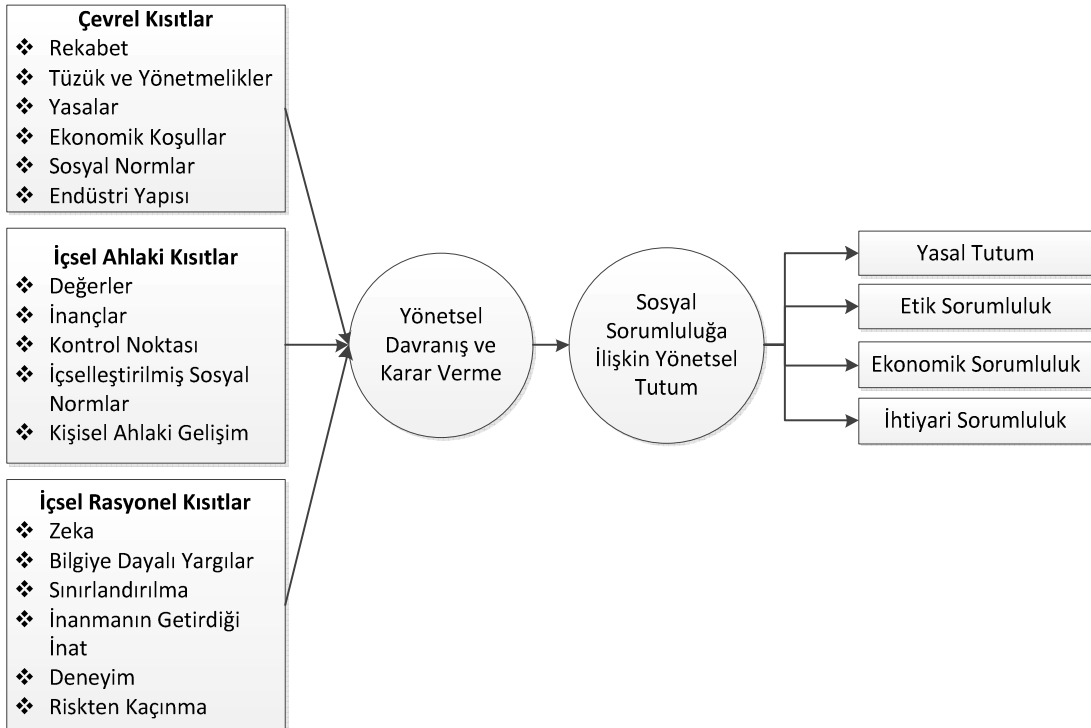 Çevrel Kısıtlar
❖ Rekabet
❖ Tüzük ve Yönetmelikler
❖ Yasalar
❖ Ekonomik Koşullar
❖ Sosyal Normlar
❖ Endüstri Yapısı
İçsel Ahlaki Kısıtlar
❖ Değerler
❖ İnançlar
❖ Kontrol Noktası
❖ İçselleştirilmiş Sosyal
Normlar
❖ Kişisel Ahlaki Gelişim
İçsel Rasyonel Kısıtlar
❖ Zeka
❖ Bilgiye Dayalı Yargılar
❖ Sınırlandırılma
❖ İnanmanın Getirdiği
İnat
❖ Deneyim
❖ Riskten Kaçınma
Yönetsel
Davranış ve
Karar Verme
Sosyal
Sorumluluğa
İlişkin Yönetsel
Tutum
Yasal Tutum
Etik Sorumluluk
Ekonomik Sorumluluk
İhtiyari Sorumluluk